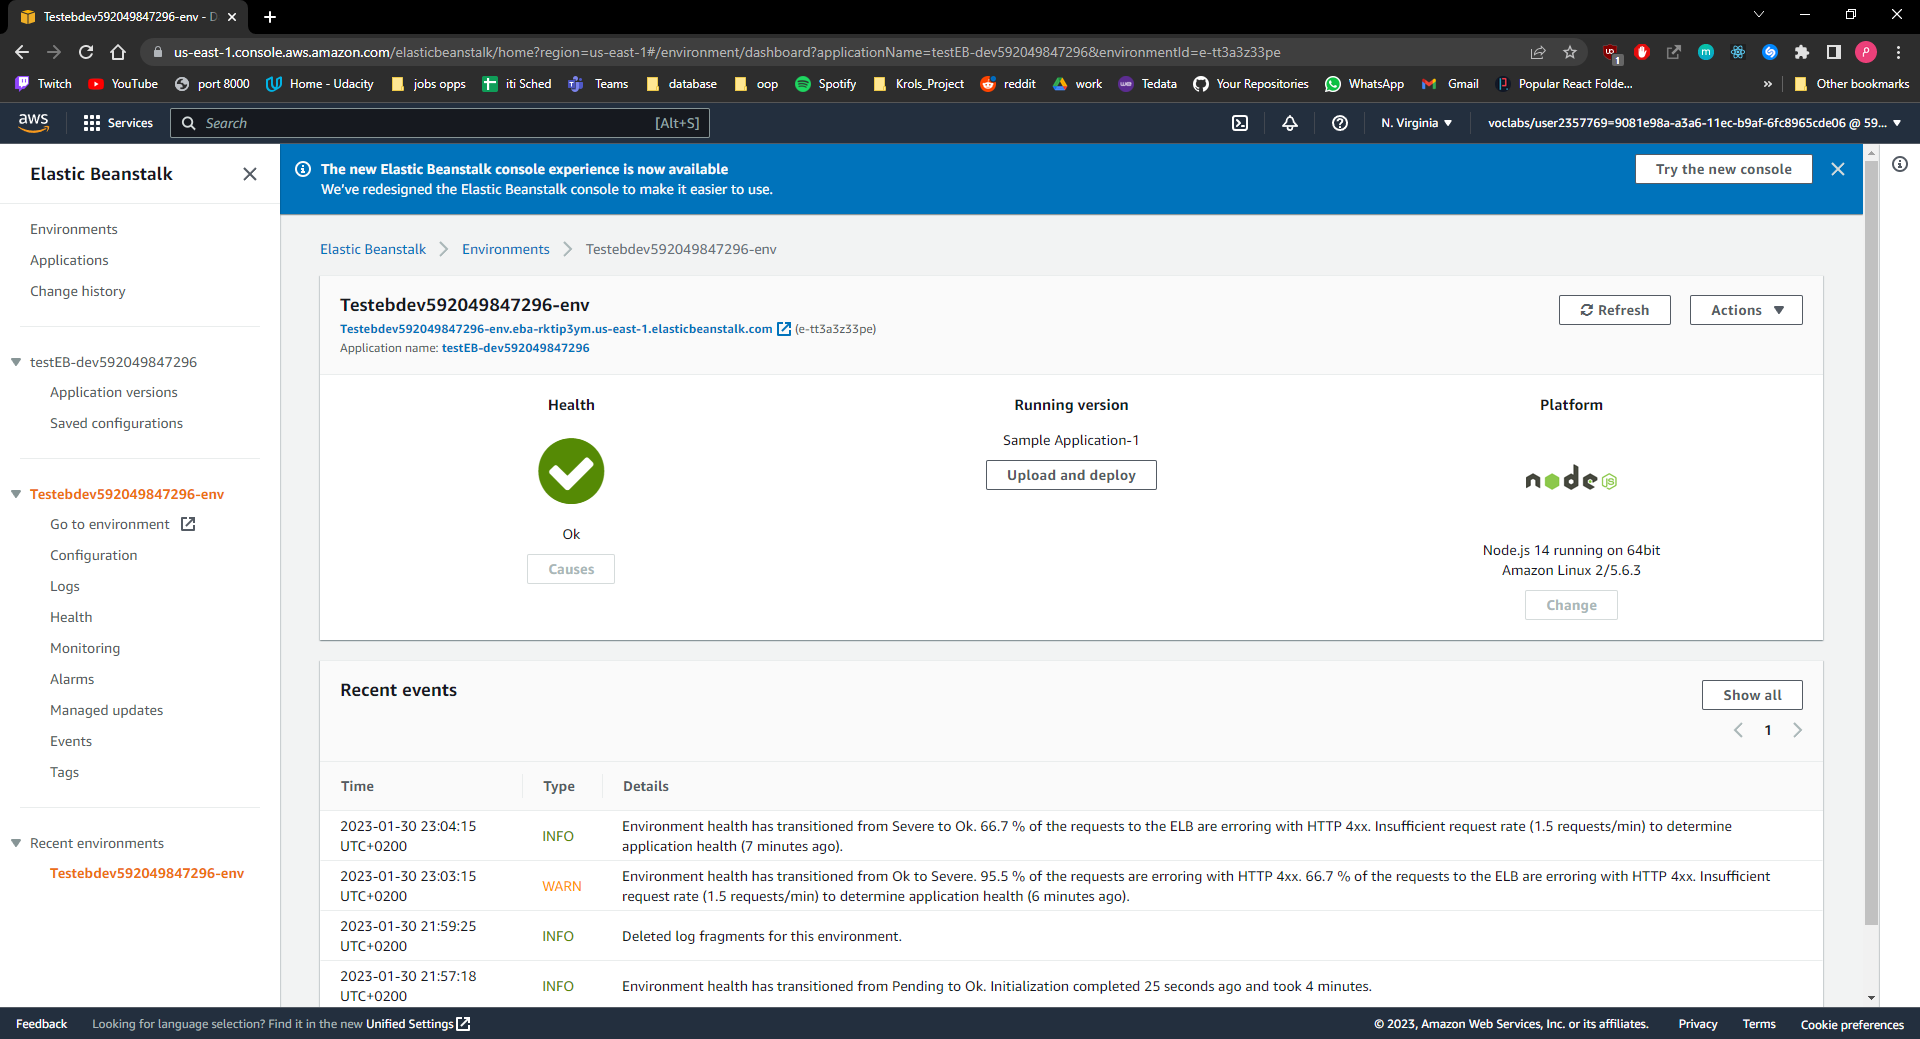 Testebdev592049847296-env - D
us-east-1.console.aws.amazon.com/elasticbeanstalk/home?region=us-east-1#/environment/dashboard?applicationName=testEB-dev592049847296&environmentId=e-tt3a3z33pe
1
P
Twitch YouTube port 8000 Home - Udacity jobs opps iti Sched Teams database oop Spotify Krols_Project reddit work Tedata Your Repositories WhatsApp Gmail Popular React Folde... » Other bookmarks
aws Services Search [Alt+S] N. Virginia voclabs/user2357769=9081e98a-a3a6-11ec-b9af-6fc8965cde06 @ 59...
Elastic Beanstalk
Environments
Applications
Change history
testEB-dev592049847296
Application versions
Saved configurations
Testebdev592049847296-env
Go to environment
Configuration
Logs
Health
Monitoring
Alarms
Managed updates
Events
Tags
Recent environments
Testebdev592049847296-env
The new Elastic Beanstalk console experience is now available
We've redesigned the Elastic Beanstalk console to make it easier to use.
Try the new console
Elastic Beanstalk Environments Testebdev592049847296-env
Testebdev592049847296-env
Testebdev592049847296-env.eba-rktip3ym.us-east-1.elasticbeanstalk.com (e-tt3a3z33pe)
Application name: testEB-dev592049847296
Refresh
Actions
Health
Ok
Causes
Running version
Sample Application-1
Upload and deploy
Platform
node JS
Node.js 14 running on 64bit
Amazon Linux 2/5.6.3
Change
Recent events
Show all
1
Time Type Details
2023-01-30 23:04:15
UTC+0200
INFO
Environment health has transitioned from Severe to Ok. 66.7 % of the requests to the ELB are erroring with HTTP 4xx. Insufficient request rate (1.5 requests/min) to determine
application health (7 minutes ago).
2023-01-30 23:03:15
UTC+0200
WARN
Environment health has transitioned from Ok to Severe. 95.5 % of the requests are erroring with HTTP 4xx. 66.7 % of the requests to the ELB are erroring with HTTP 4xx. Insufficient
request rate (1.5 requests/min) to determine application health (6 minutes ago).
2023-01-30 21:59:25
UTC+0200
INFO
Deleted log fragments for this environment.
2023-01-30 21:57:18
UTC+0200
INFO
Environment health has transitioned from Pending to Ok. Initialization completed 25 seconds ago and took 4 minutes.
Feedback Looking for language selection? Find it in the new Unified Settings
© 2023, Amazon Web Services, Inc. or its affiliates. Privacy Terms Cookie preferences